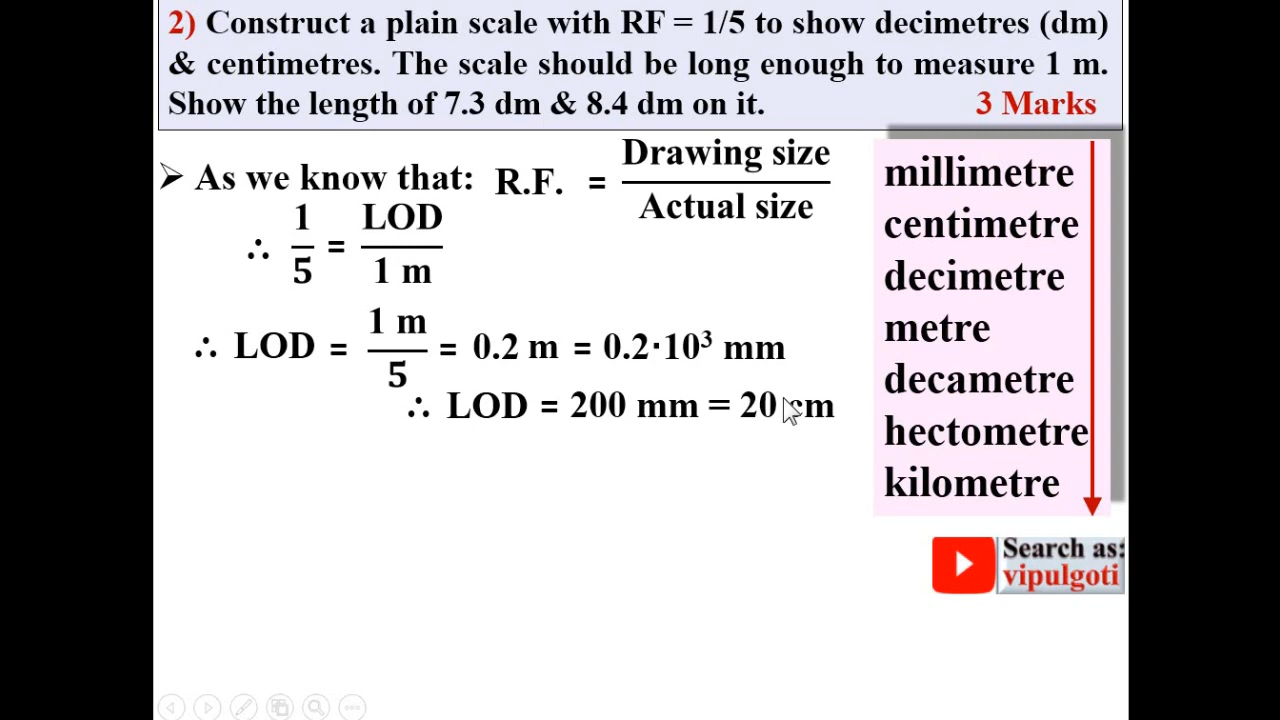 2) Construct a plain scale with RF = 1/5 to show decimetres (dm)
& centimetres. The scale should be long enough to measure 1 m.
Show the length of 7.3 dm & 8.4 dm on it. 3 Marks
➢ As we know that: R.F. = Drawing size / Actual size
∴ 1/5 = LOD / 1 m
∴ LOD = 1 m / 5 = 0.2 m = 0.2·10³ mm
∴ LOD = 200 mm = 20 cm
millimetre
centimetre
decimetre
metre
decametre
hectometre
kilometre
Search as:
vipulgoti